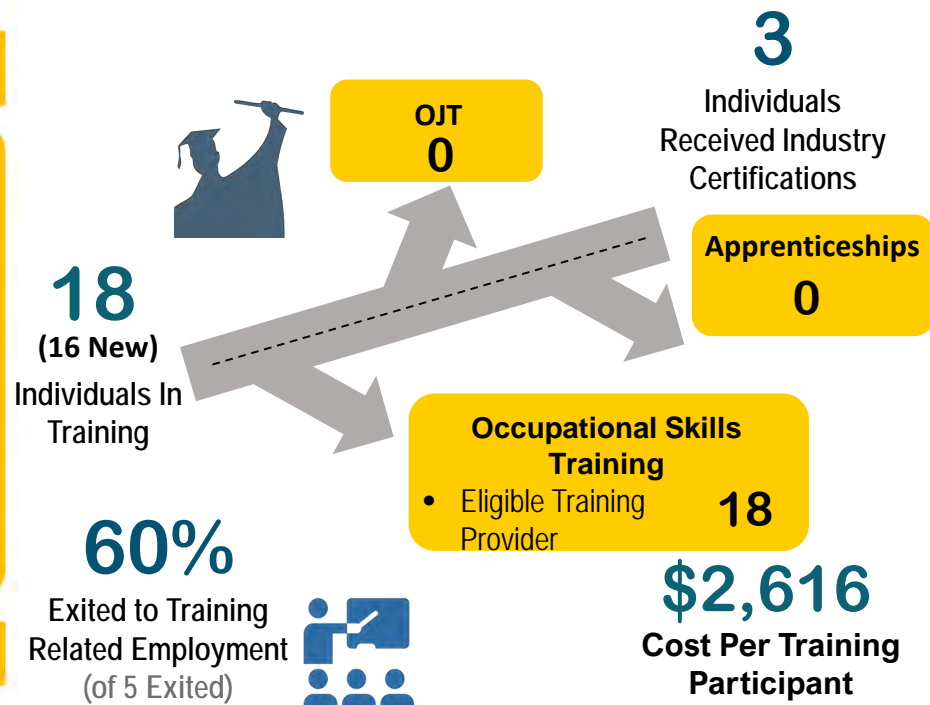 OJT
0
3
Individuals
Received Industry
Certifications
Apprenticeships
0
18
(16 New)
Individuals In
Training
Occupational Skills
Training
• Eligible Training
Provider
18
60%
Exited to Training
Related Employment
(of 5 Exited)
$2,616
Cost Per Training
Participant